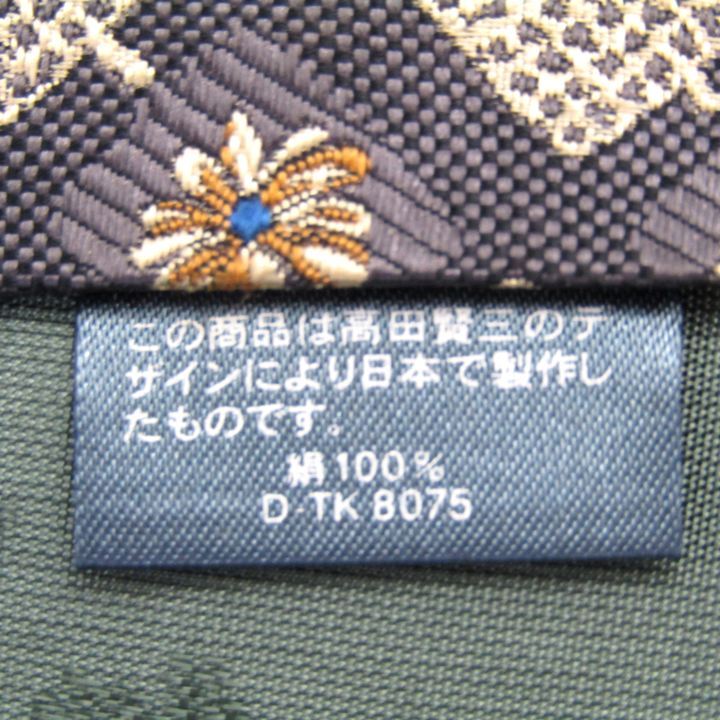 この商品は高田賢三のデ
ザインにより日本で製作し
たものです。
絹100%
D-TK 8075